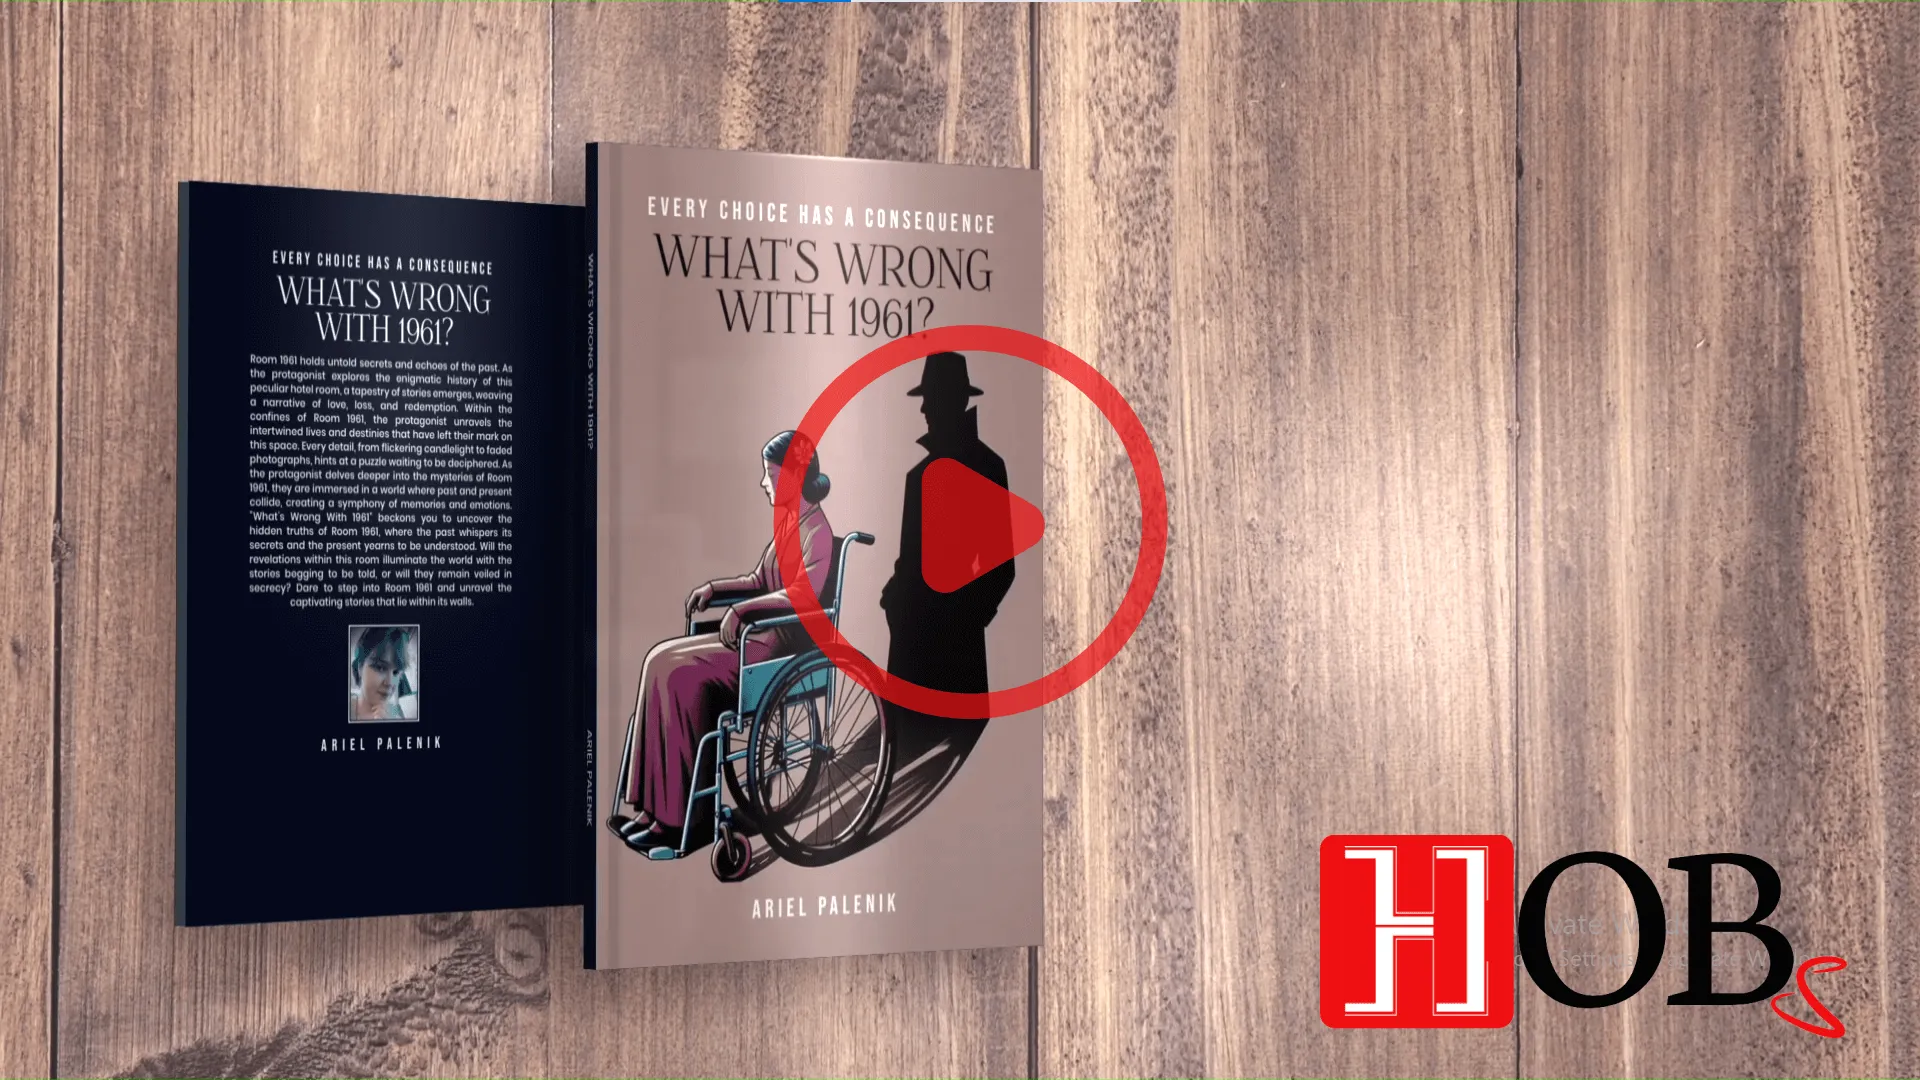 EVERY CHOICE HAS A CONSEQUENCE
WHAT'S WRONG
WITH 1961?
Room 1961 holds untold secrets and echoes of the past. As
the protagonist explores the enigmatic history of this
peculiar hotel room, a tapestry of stories emerges, weaving
a narrative of love, loss, and redemption. Within the
confines of Room 1961, the protagonist unravels the
intertwined lives and destinies that have left their mark on
this space. Every detail, from flickering candlelight to faded
photographs, hints at a puzzle waiting to be deciphered. As
the protagonist delves deeper into the mysteries of Room
1961, they are immersed in a world where past and present
collide, creating a symphony of memories and emotions.
"What's Wrong With 1961" beckons you to uncover the
hidden truths of Room 1961, where the past whispers its
secrets and the present yearns to be understood. Will the
revelations within this room illuminate the world with the
stories begging to be told, or will they remain veiled in
secrecy? Dare to step into Room 1961 and unravel the
captivating stories that lie within its walls.
ARIEL PALENIK
WHAT'S WRONG WITH 1961?
ARIEL PALENIK
EVERY CHOICE HAS A CONSEQUENCE
WHAT'S WRONG
WITH 1961?
ARIEL PALENIK
HOBS